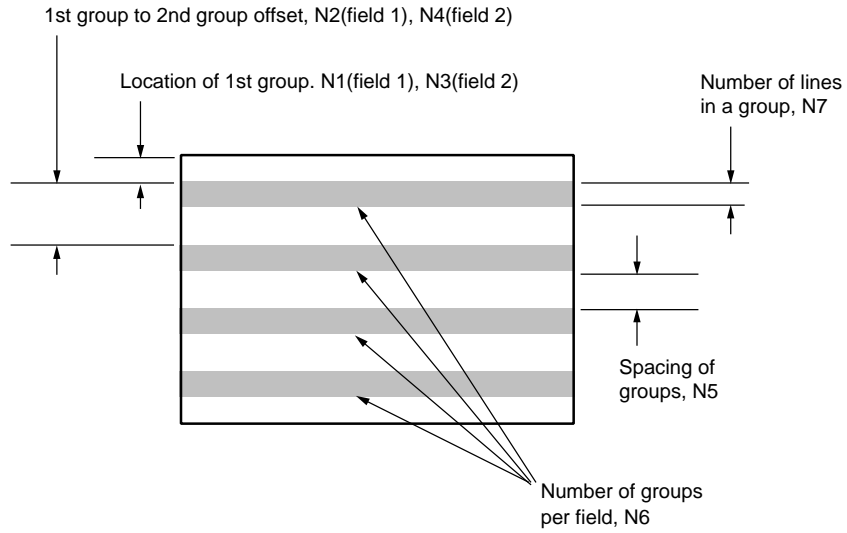 1st group to 2nd group offset, N2(field 1), N4(field 2)
Location of 1st group. N1(field 1), N3(field 2)
Number of lines
in a group, N7
Spacing of
groups, N5
Number of groups
per field, N6